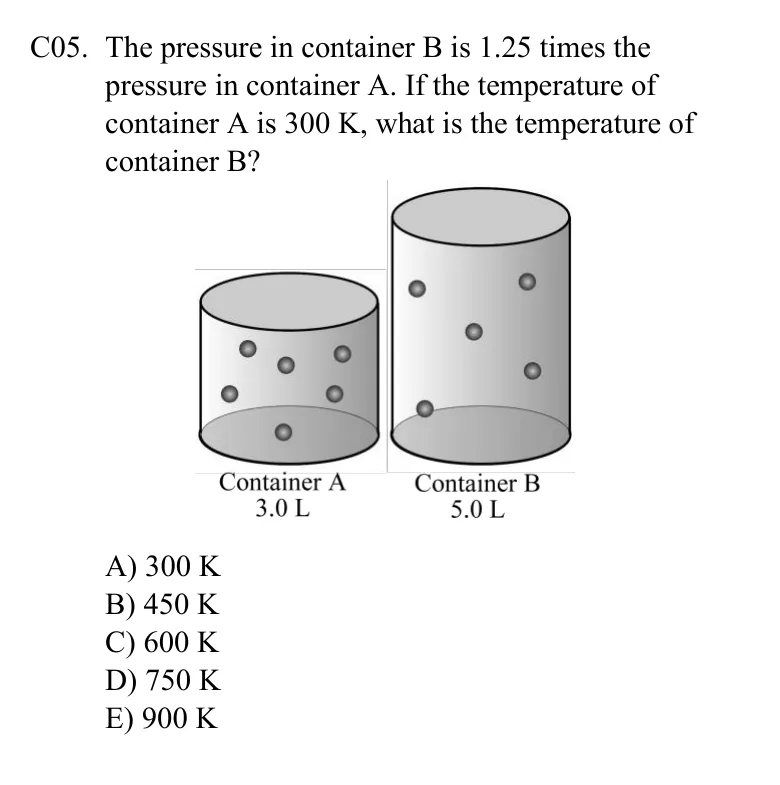 C05. The pressure in container B is 1.25 times the
pressure in container A. If the temperature of
container A is 300 K, what is the temperature of
container B?
Container A
3.0 L
Container B
5.0 L
A) 300 K
B) 450 K
C) 600 K
D) 750 K
E) 900 K